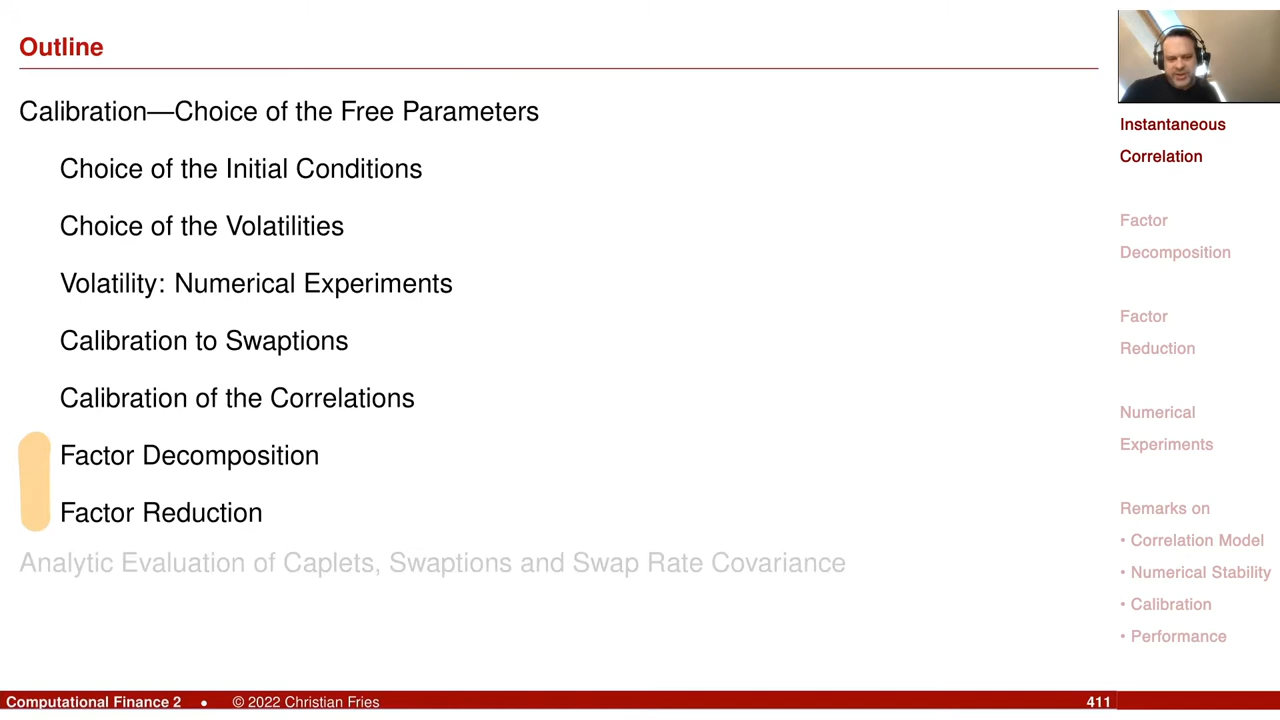 Outline
Calibration—Choice of the Free Parameters
Choice of the Initial Conditions
Choice of the Volatilities
Volatility: Numerical Experiments
Calibration to Swaptions
Calibration of the Correlations
Factor Decomposition
Factor Reduction
Analytic Evaluation of Caplets, Swaptions and Swap Rate Covariance
Instantaneous
Correlation
Factor
Decomposition
Factor
Reduction
Numerical
Experiments
Remarks on
• Correlation Model
• Numerical Stability
• Calibration
• Performance
Computational Finance 2 • © 2022 Christian Fries 411